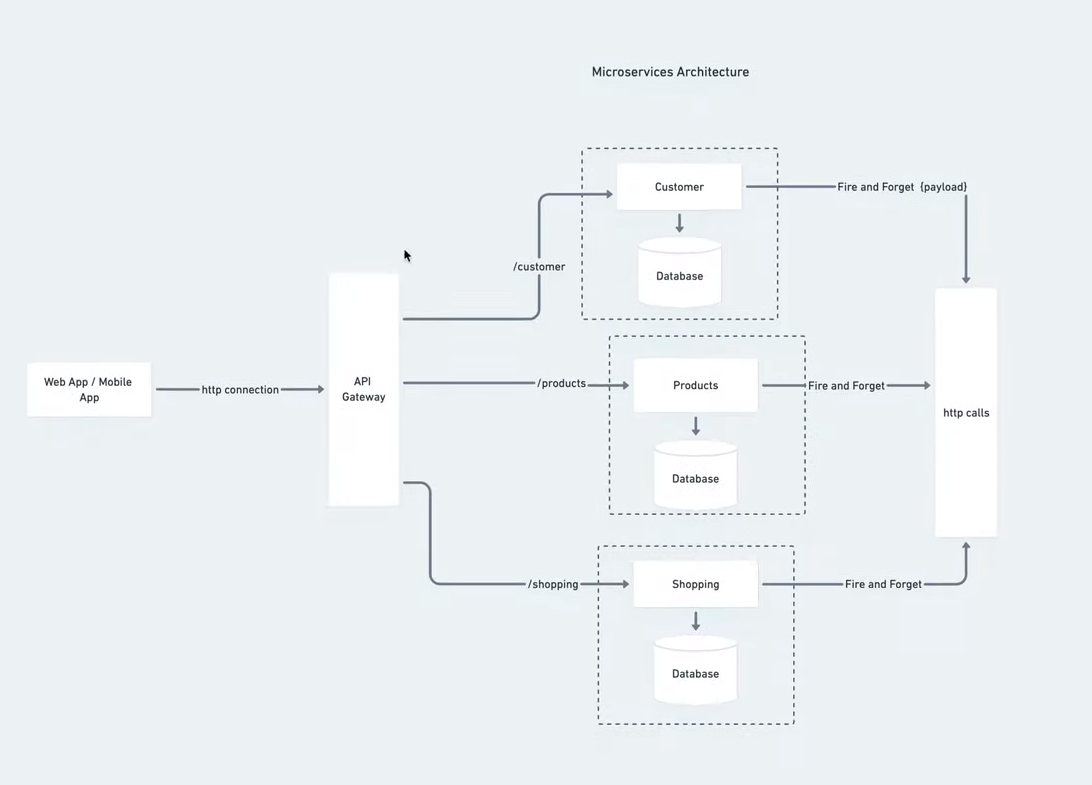 Microservices Architecture
Customer
Fire and Forget {payload}
/customer
Database
Web App / Mobile
App
http connection
API
Gateway
/products
Products
Fire and Forget
http calls
Database
/shopping
Shopping
Fire and Forget
Database